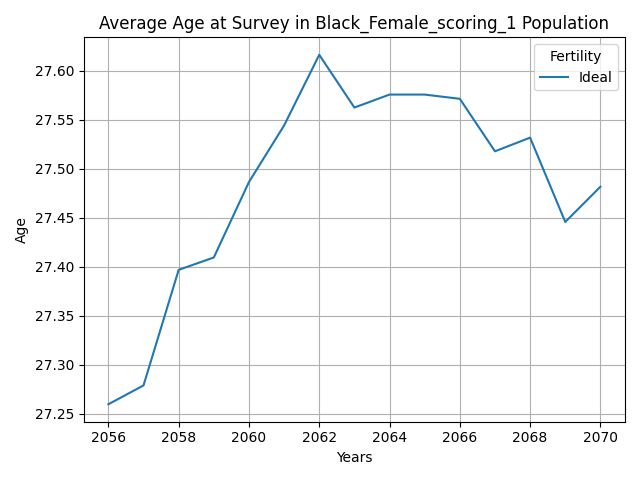 Average Age at Survey in Black_Female_scoring_1 Population
Fertility
Ideal
27.60
27.55
27.50
27.45
27.40
27.35
27.30
27.25
Age
2056 2058 2060 2062 2064 2066 2068 2070
Years